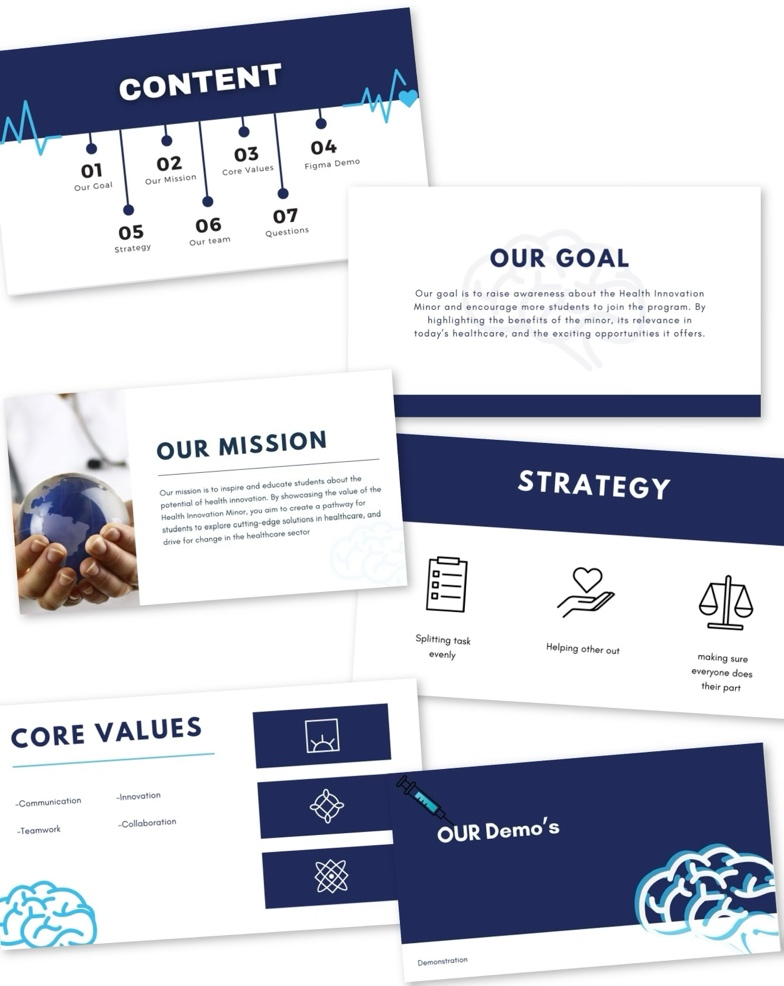 CONTENT
01
Our Goal
02
Our Mission
03
Core Values
04
Figma Demo
05
Strategy
06
Our team
07
Questions
OUR GOAL
Our goal is to raise awareness about the Health Innovation
Minor and encourage more students to join the program. By
highlighting the benefits of the minor, its relevance in
today's healthcare, and the exciting opportunities it offers.
OUR MISSION
Our mission is to inspire and educate students about the
potential of health innovation. By showcasing the value of the
Health Innovation Minor, you aim to create a pathway for
students to explore cutting-edge solutions in healthcare, and
drive for change in the healthcare sector
STRATEGY
Splitting task
evenly
Helping other out
making sure
everyone does
their part
CORE VALUES
-Communication
-Innovation
-Teamwork
-Collaboration
OUR Demo's
Demonstration